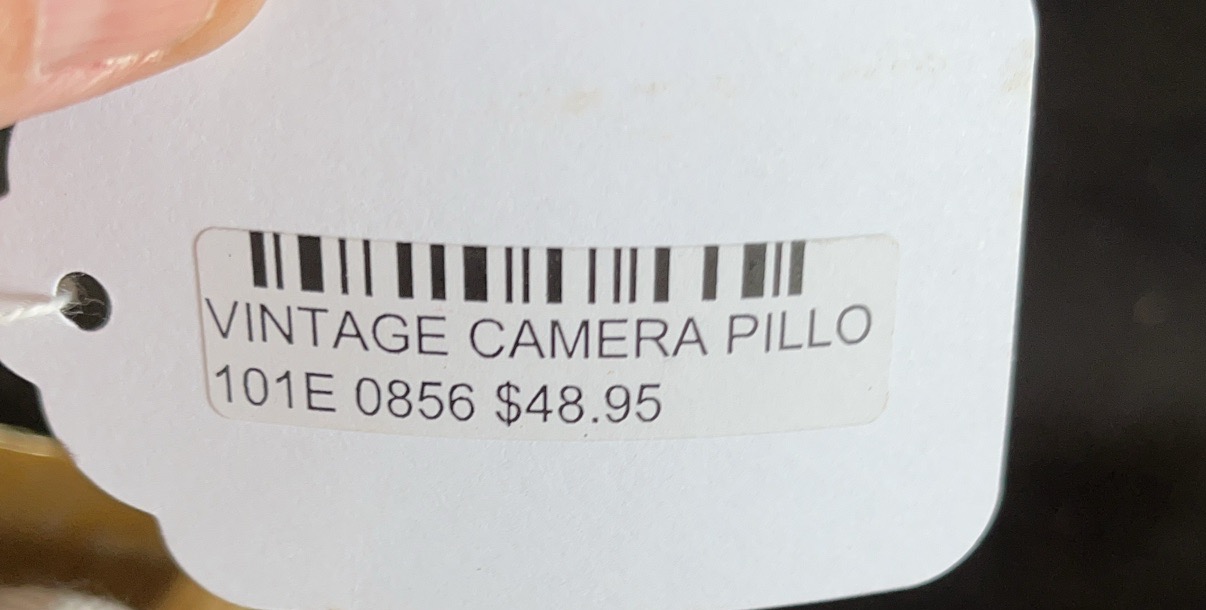 VINTAGE CAMERA PILLO
101E 0856 $48.95